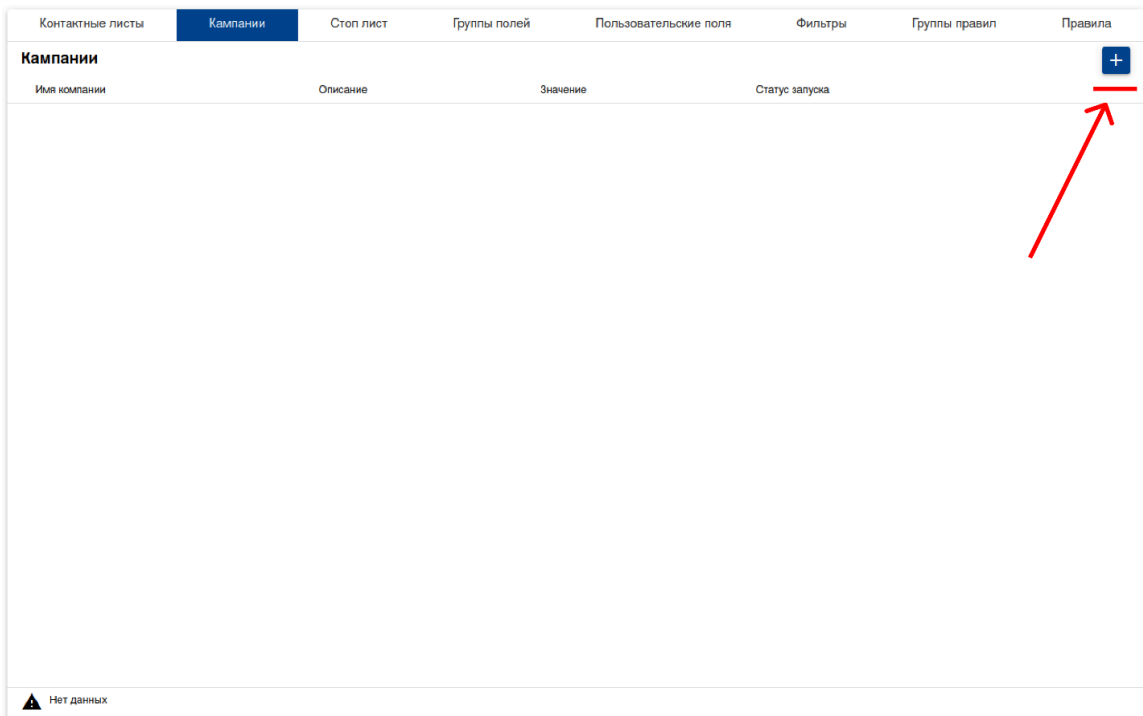 Контактные листы Кампании Стоп лист Группы полей Пользовательские поля Фильтры Группы правил Правила
Кампании
Имя компании Описание Значение Статус запуска
Нет данных